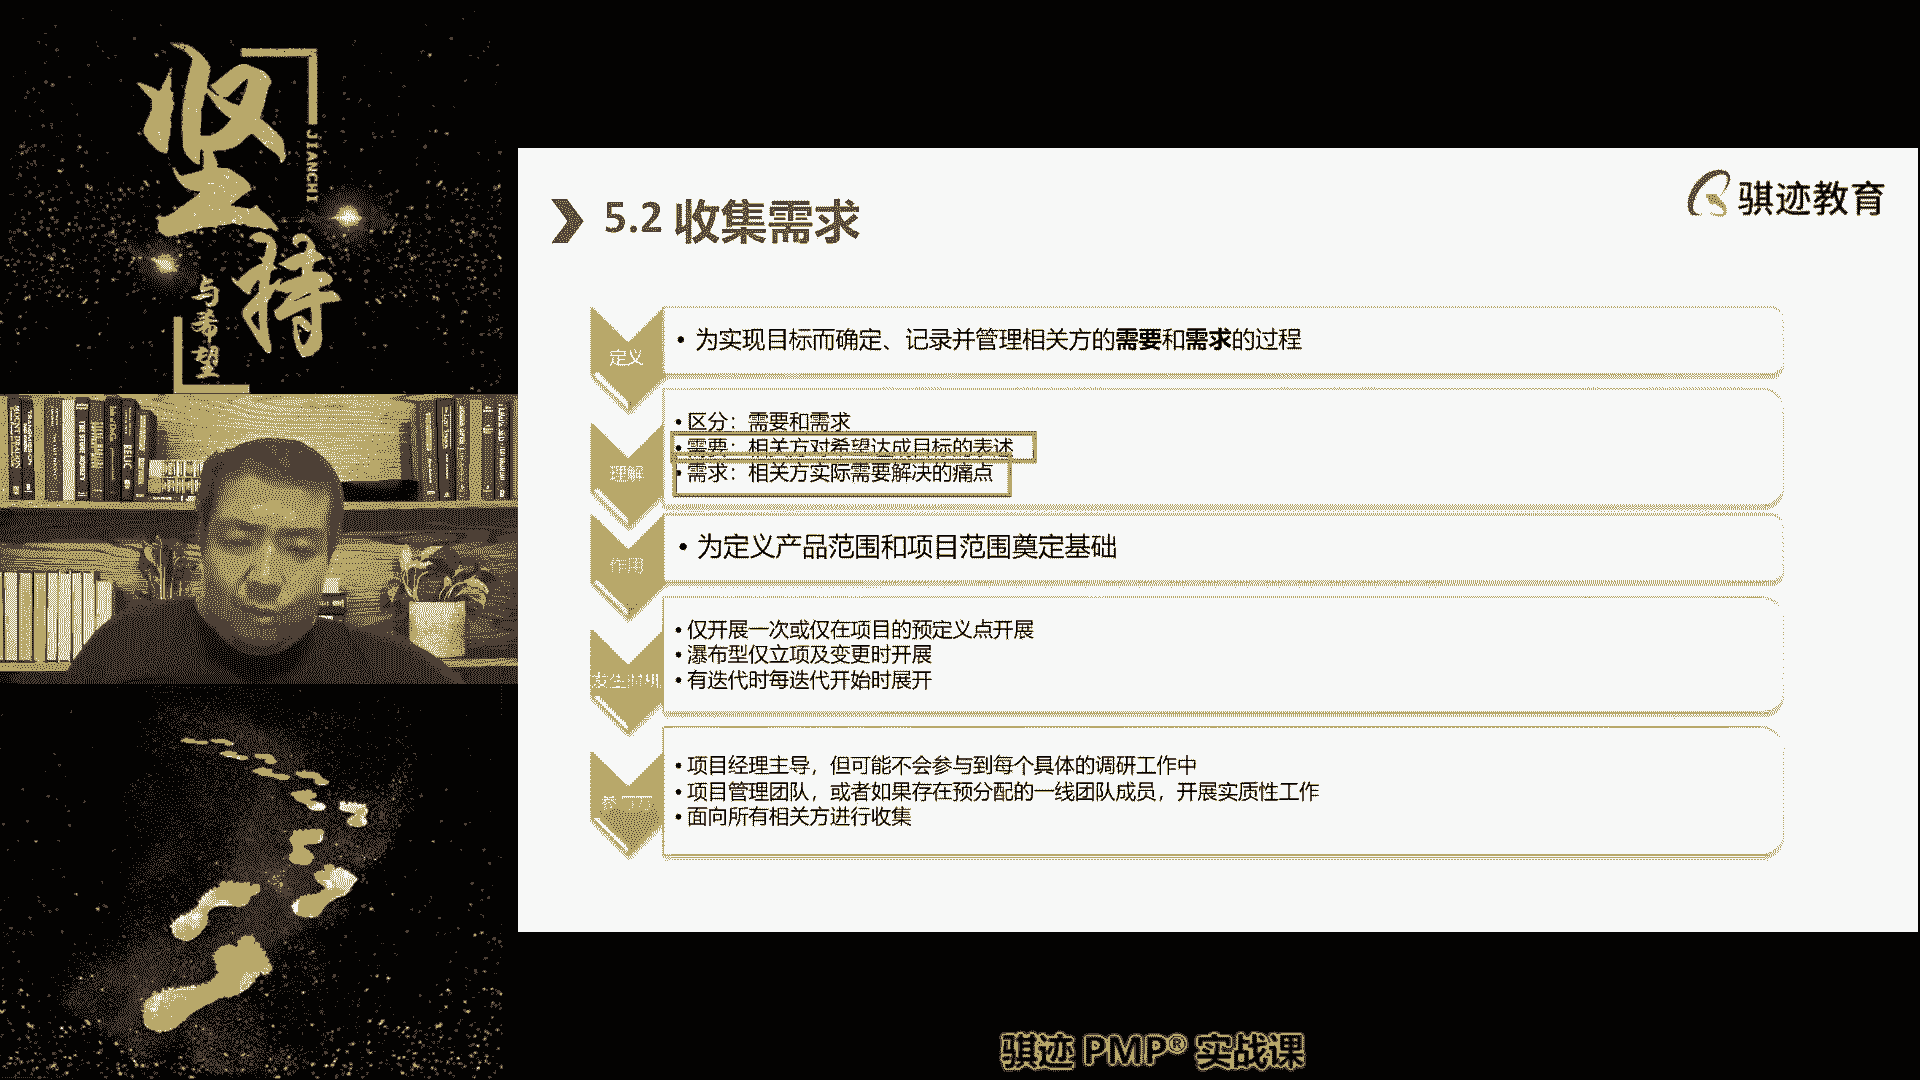 坚持
JIANCHI
与希望
5.2 收集需求
骐迹教育
定义
• 为实现目标而确定、记录并管理相关方的需要和需求的过程
理解
• 区分：需要和需求
• 需要：相关方对希望达成目标的表述
• 需求：相关方实际需要解决的痛点
作用
• 为定义产品范围和项目范围奠定基础
发生时机
• 仅开展一次或仅在项目的预定义点开展
• 瀑布型仅立项及变更时开展
• 有迭代时每迭代开始时展开
• 项目经理主导，但可能不会参与到每个具体的调研工作中
• 项目管理团队，或者如果存在预分配的一线团队成员，开展实质性工作
• 面向所有相关方进行收集
骐迹 PMP® 实战课